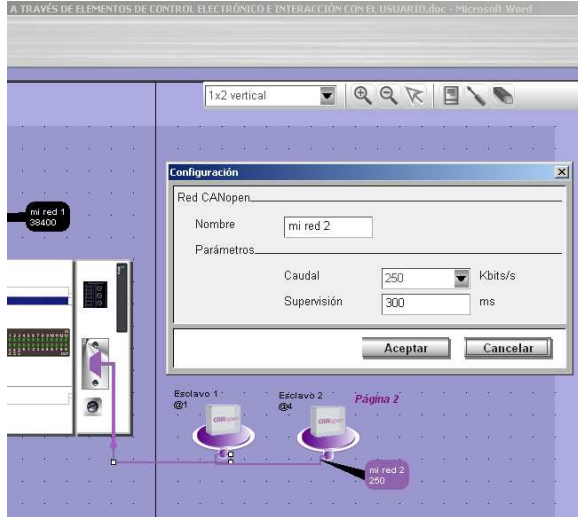 A TRAVÉS DE ELEMENTOS DE CONTROL ELECTRÓNICO E INTERACCIÓN CON EL USUARIO.doc - Microsoft Word
1x2 vertical
Configuración
Red CANopen
Nombre
mi red 2
Parámetros
Caudal
250
Kbits/s
Supervisión
300
ms
Aceptar
Cancelar
mi red 1
38400
Esclavo 1
@1
Esclavo 2
@4
Página 2
CANopen
CANopen
mi red 2
250